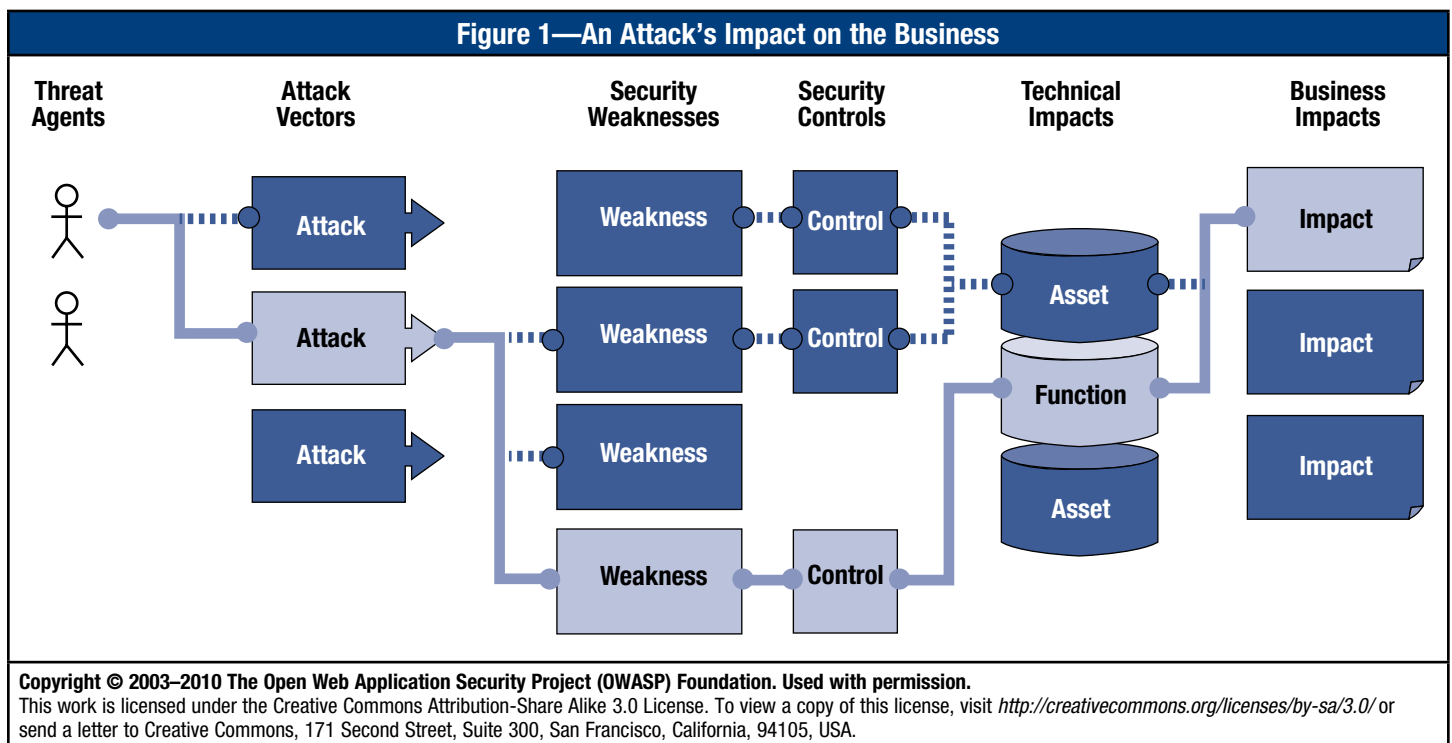 Figure 1—An Attack's Impact on the Business
Threat
Agents
Attack
Vectors
Security
Weaknesses
Security
Controls
Technical
Impacts
Business
Impacts
Attack
Weakness
Control
Impact
Asset
Attack
Weakness
Control
Impact
Function
Attack
Weakness
Impact
Asset
Weakness
Control
Copyright © 2003–2010 The Open Web Application Security Project (OWASP) Foundation. Used with permission.
This work is licensed under the Creative Commons Attribution-Share Alike 3.0 License. To view a copy of this license, visit http://creativecommons.org/licenses/by-sa/3.0/ or
send a letter to Creative Commons, 171 Second Street, Suite 300, San Francisco, California, 94105, USA.